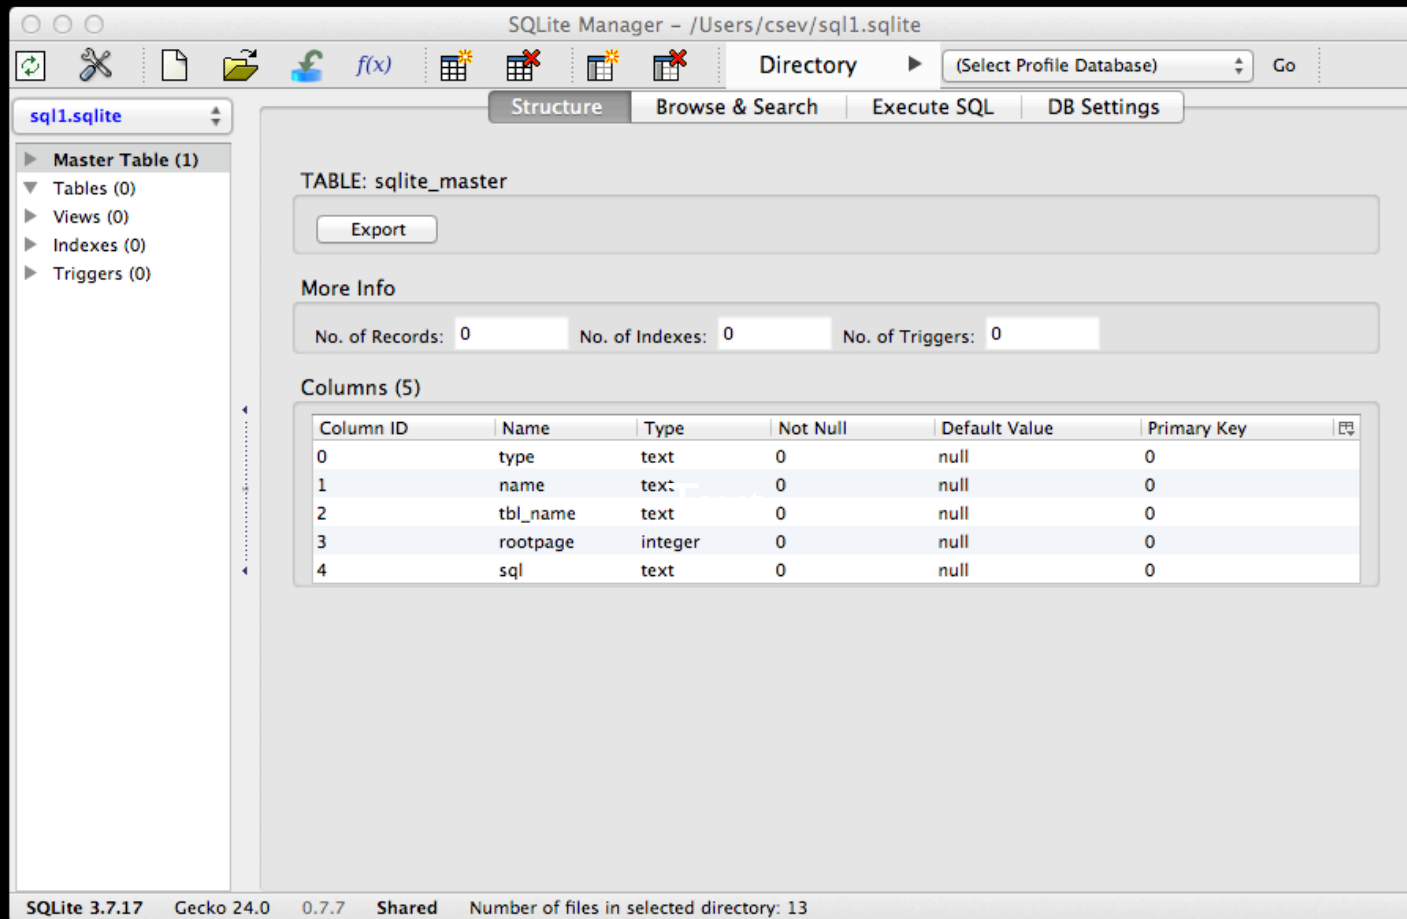 SQLite Manager – /Users/csev/sql1.sqlite
f(x) Directory (Select Profile Database) Go
sql1.sqlite
Structure Browse & Search Execute SQL DB Settings
Master Table (1)
Tables (0)
Views (0)
Indexes (0)
Triggers (0)
TABLE: sqlite_master
Export
More Info
No. of Records: 0 No. of Indexes: 0 No. of Triggers: 0
Columns (5)
Column ID Name Type Not Null Default Value Primary Key
0 type text 0 null 0
1 name text 0 null 0
2 tbl_name text 0 null 0
3 rootpage integer 0 null 0
4 sql text 0 null 0
SQLite 3.7.17 Gecko 24.0 0.7.7 Shared Number of files in selected directory: 13